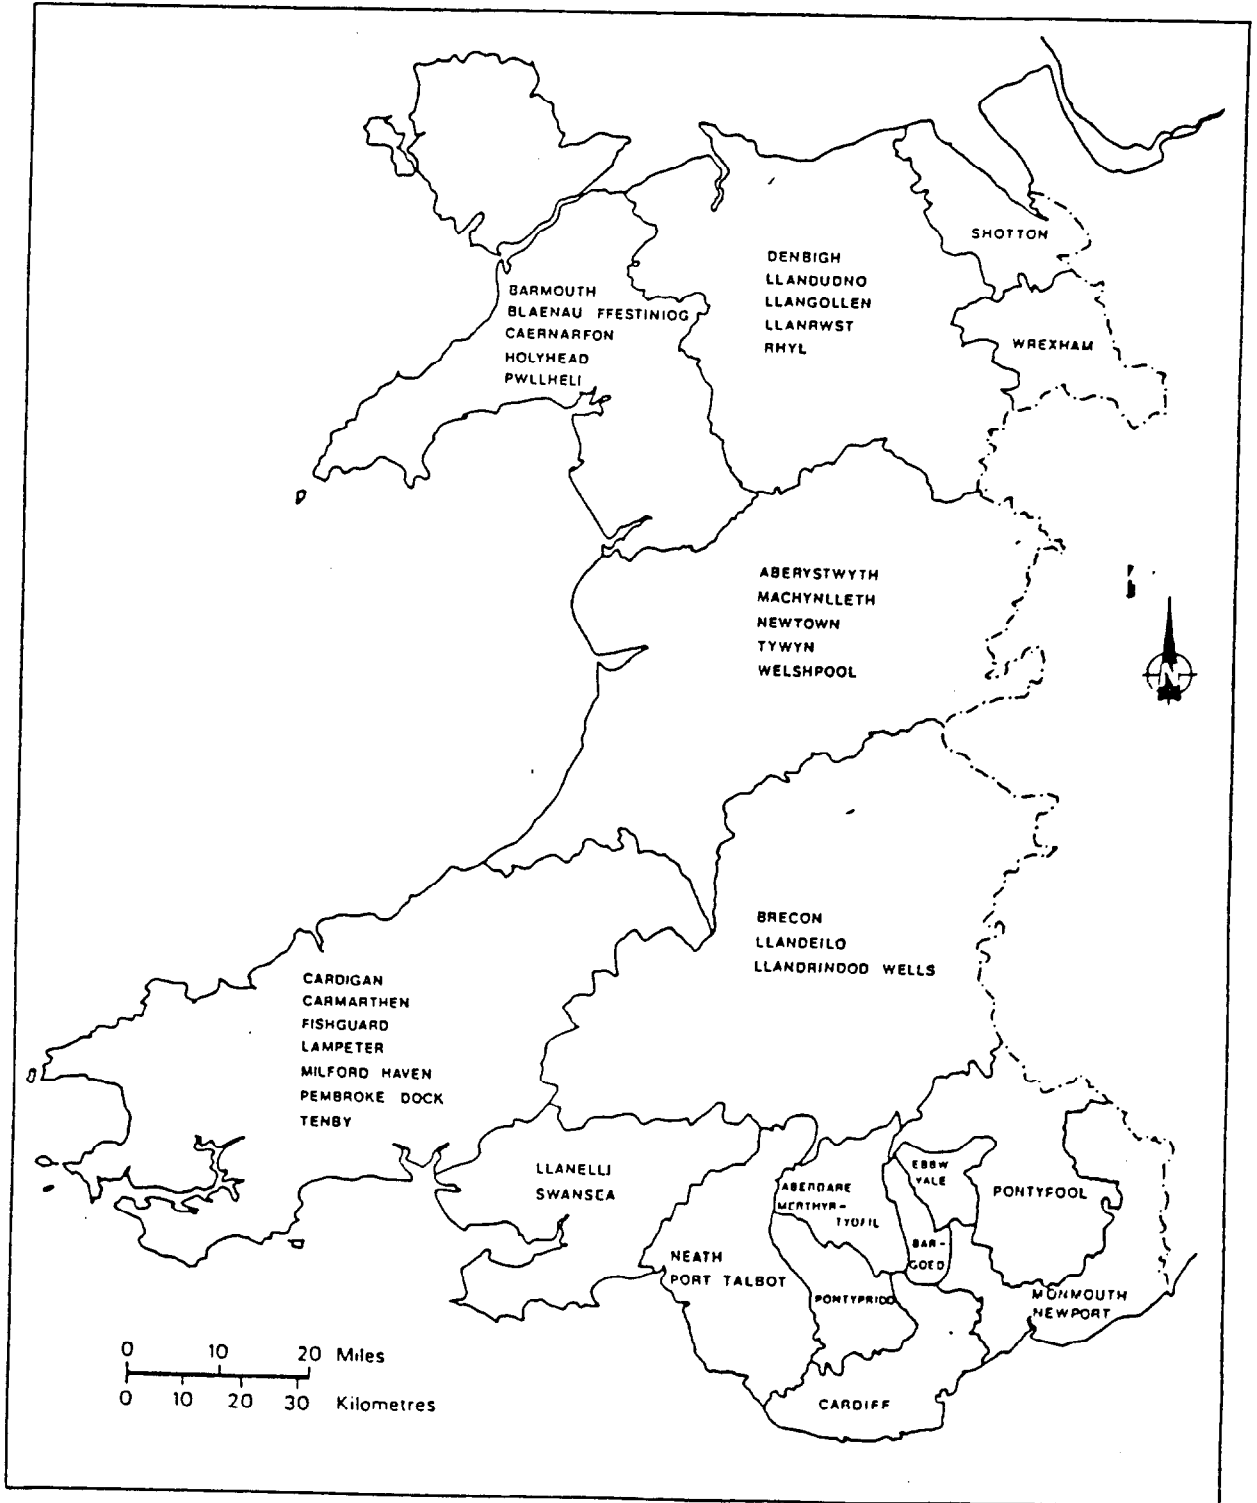 SHOTTON
DENBIGH
LLANDUDNO
LLANGOLLEN
LLANRWST
RHYL
BARMOUTH
BLAENAU FFESTINIOG
CAERNARFON
HOLYHEAD
PWLLHELI
WREXHAM
ABERYSTWYTH
MACHYNLLETH
NEWTOWN
TYWYN
WELSHPOOL
N
BRECON
LLANDEILO
LLANDRINDOD WELLS
CARDIGAN
CARMARTHEN
FISHGUARD
LAMPETER
MILFORD HAVEN
PEMBROKE DOCK
TENBY
LLANELLI
SWANSEA
EBBW
VALE
ABERDARE
MERTHYR-
TYDFIL
PONTYPOOL
BAR-
GOED
NEATH
PORT TALBOT
PONTYPRIDD
MONMOUTH
NEWPORT
CARDIFF
0 10 20 Miles
0 10 20 30 Kilometres